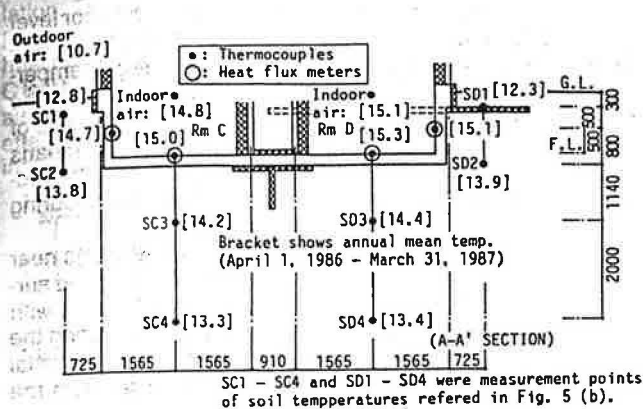 Outdoor
air: [10.7]
• : Thermocouples
◎: Heat flux meters
[12.8]
SC1
[14.7]
SC2
[13.8]
Indoor
air: [14.8]
[15.0] Rm C
Indoor
air: [15.1]
Rm D [15.3]
SD1 [12.3] G.L.
[15.1]
F.L.
SD2
[13.9]
300
500
500
800
1140
2000
SC3 [14.2]
SD3 [14.4]
Bracket shows annual mean temp.
(April 1, 1986 - March 31, 1987)
SC4 [13.3]
SD4 [13.4]
(A-A' SECTION)
725 1565 1565 910 1565 1565 725
SC1 - SC4 and SD1 - SD4 were measurement points
of soil tempperatures refered in Fig. 5 (b).